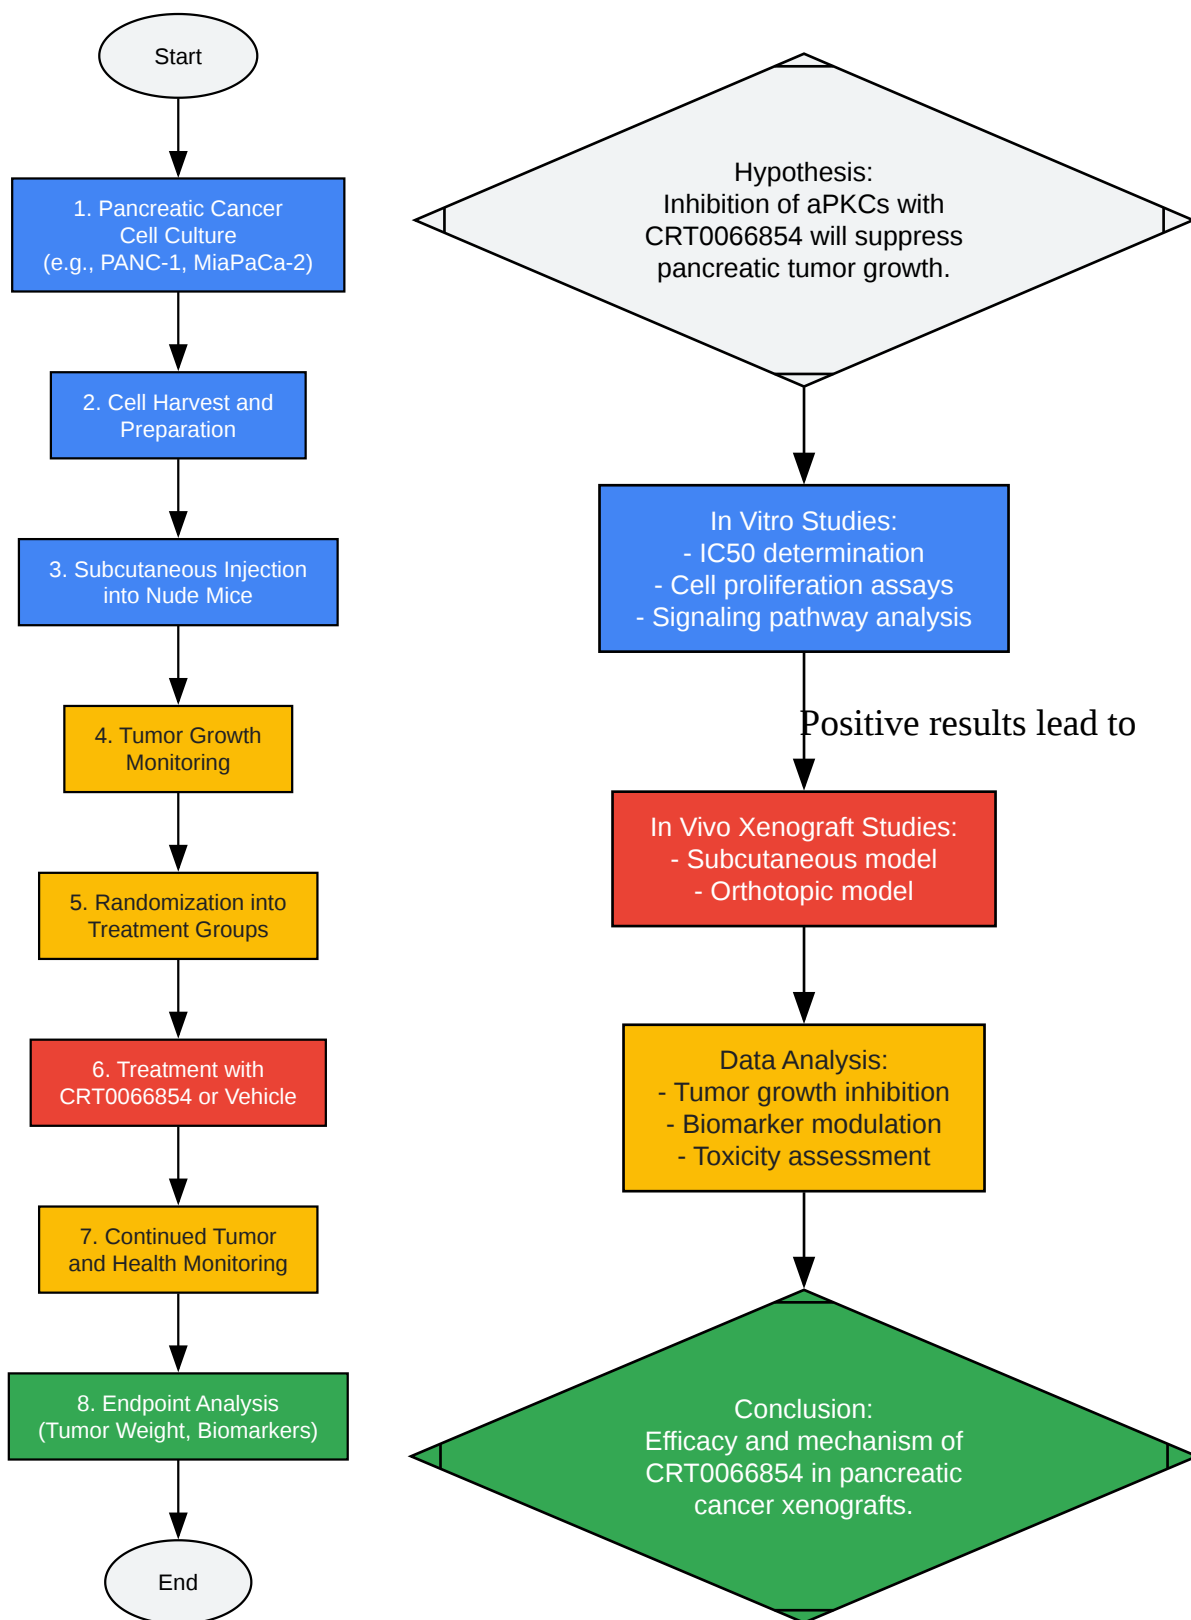 Start
1. Pancreatic Cancer
Cell Culture
(e.g., PANC-1, MiaPaCa-2)
2. Cell Harvest and
Preparation
3. Subcutaneous Injection
into Nude Mice
4. Tumor Growth
Monitoring
5. Randomization into
Treatment Groups
6. Treatment with
CRT0066854 or Vehicle
7. Continued Tumor
and Health Monitoring
8. Endpoint Analysis
(Tumor Weight, Biomarkers)
End
Hypothesis:
Inhibition of aPKCs with
CRT0066854 will suppress
pancreatic tumor growth.
In Vitro Studies:
- IC50 determination
- Cell proliferation assays
- Signaling pathway analysis
Positive results lead to
In Vivo Xenograft Studies:
- Subcutaneous model
- Orthotopic model
Data Analysis:
- Tumor growth inhibition
- Biomarker modulation
- Toxicity assessment
Conclusion:
Efficacy and mechanism of
CRT0066854 in pancreatic
cancer xenografts.